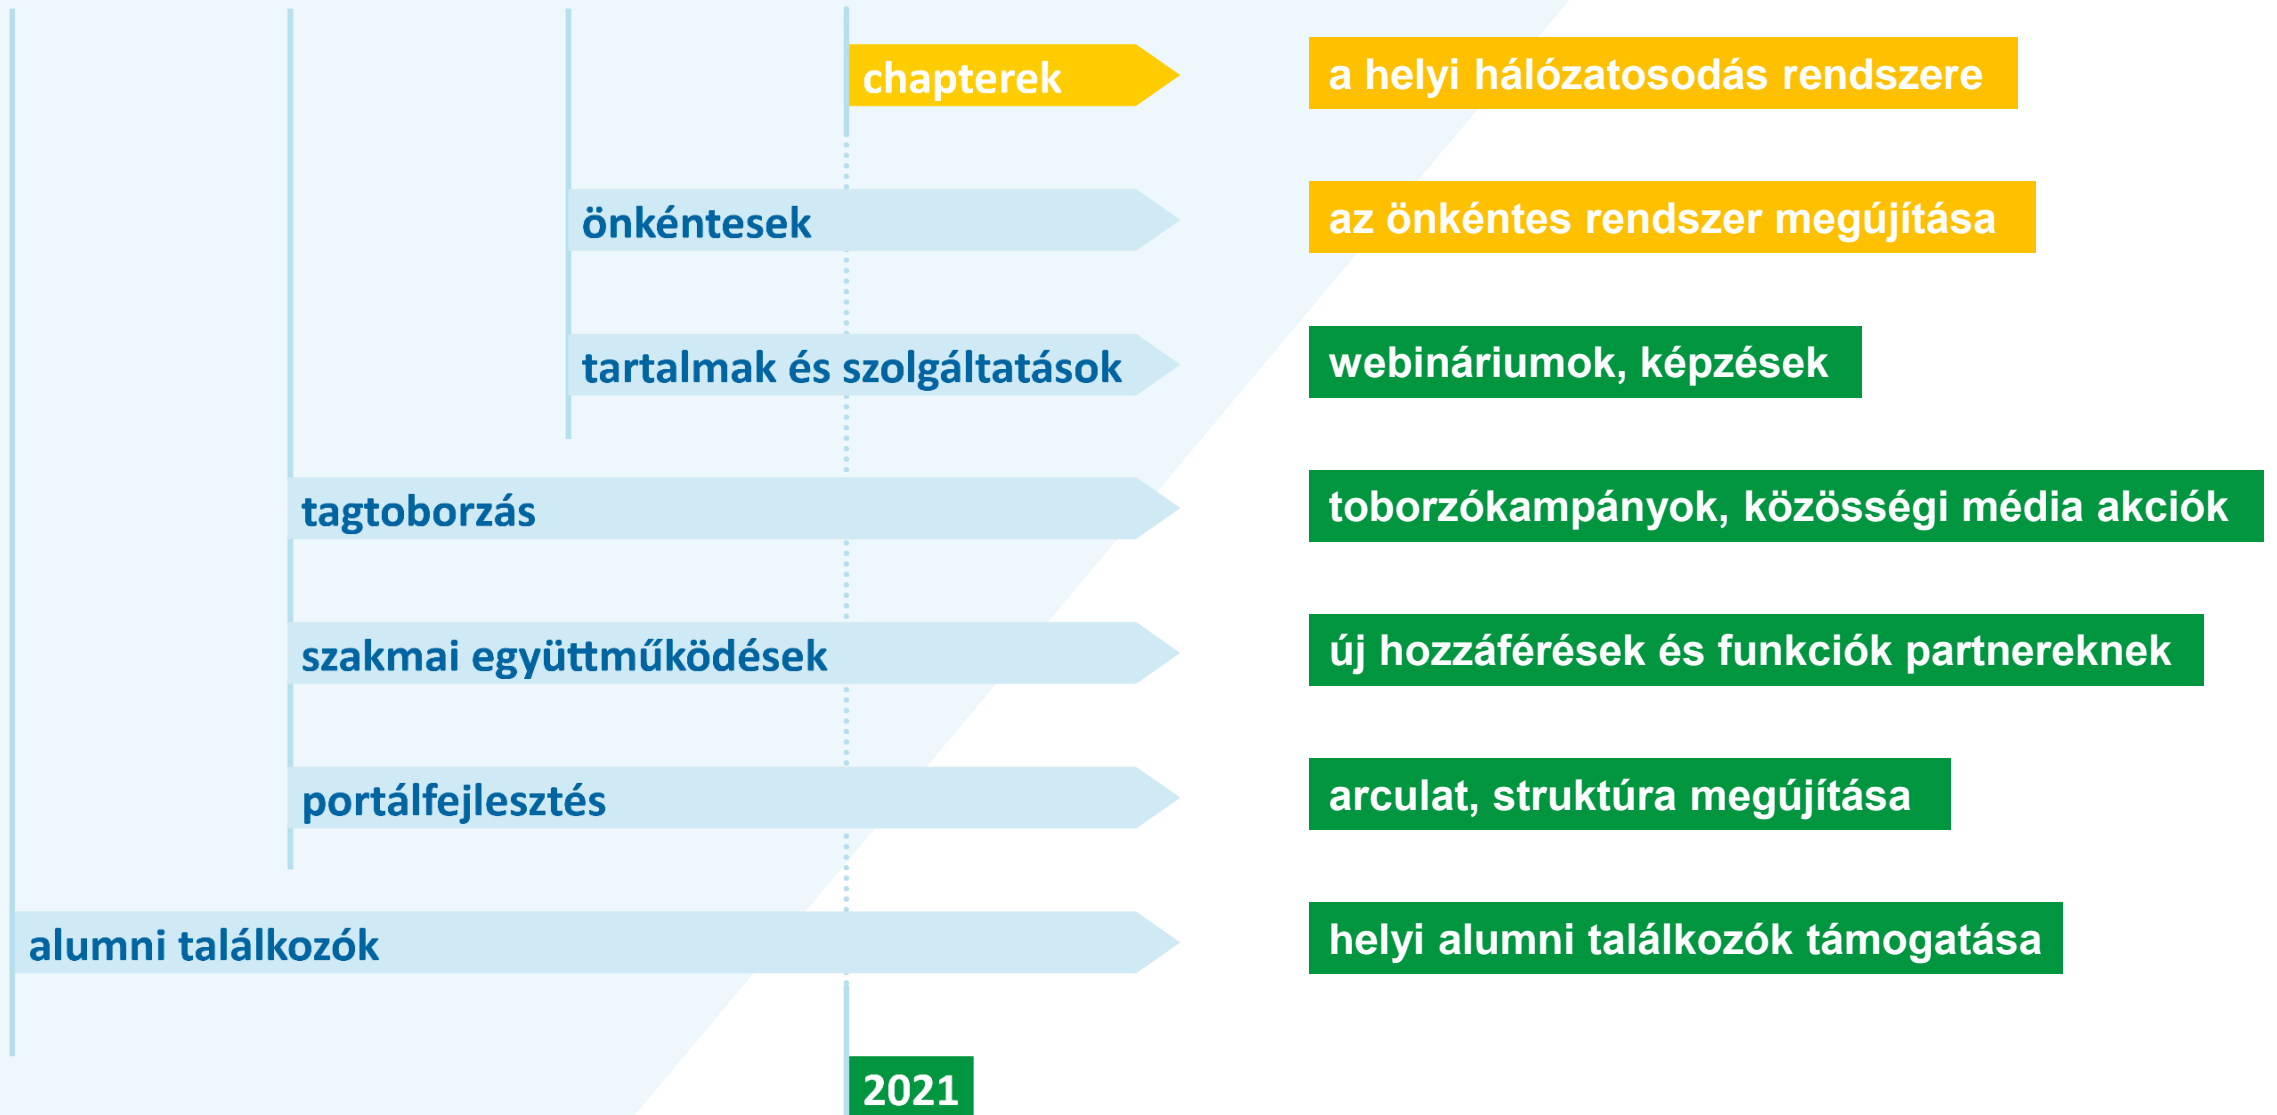 chapterek
a helyi hálózatosodás rendszere
önkéntesek
az önkéntes rendszer megújítása
tartalmak és szolgáltatások
webináriumok, képzések
tagtoborzás
toborzókampányok, közösségi média akciók
szakmai együttműködések
új hozzáférések és funkciók partnereknek
portálfejlesztés
arculat, struktúra megújítása
alumni találkozók
helyi alumni találkozók támogatása
2021